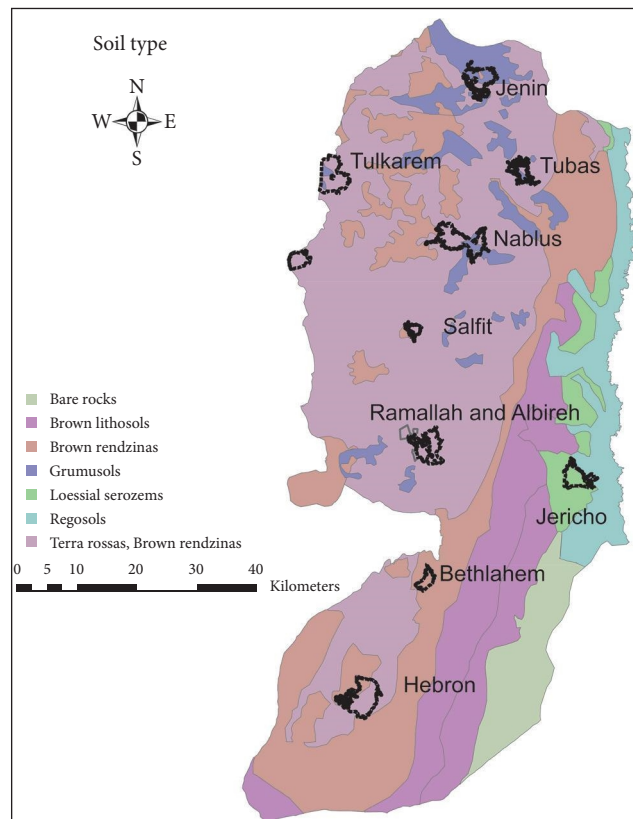 Soil type
N
W E
S
Jenin
Tulkarem
Tubas
Nablus
Salfit
Ramallah and Albireh
Jericho
Bethlahem
Hebron
Bare rocks
Brown lithosols
Brown rendzinas
Grumusols
Loessial serozems
Regosols
Terra rossas, Brown rendzinas
0 5 10 20 30 40
Kilometers